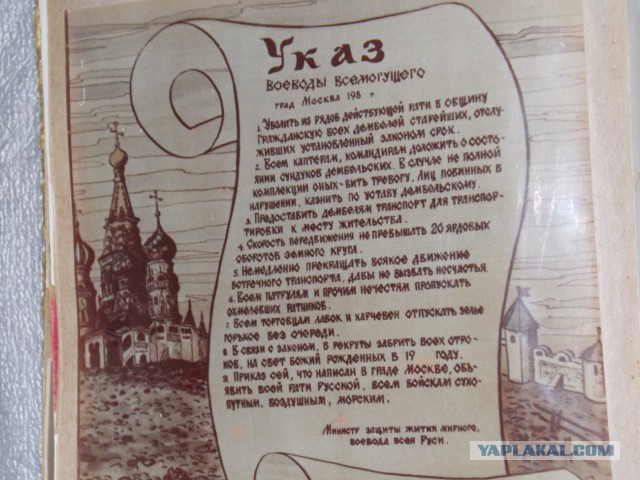 Указ
воеводы всемогущего
град Москва 198 г.
1. Уволить из рядов действующей рати в общину
гражданскую всех дембелей старейших, отслу-
живших установленный законом срок.
2. Всем каптерам, командирам доложить о состо-
янии сундуков дембельских. В случае не полной
комплекции оных-бить тревогу. Лиц повинных в
нарушении, казнить по уставу дембельскому.
3. Предоставить дембелям транспорт для транспор-
тировки к месту жительства.
4. Скорость передвижения не превышать 20 ярдовых
оборотов земного круга.
5. Немедленно прекращать всякое движение
встречного транспорта, дабы не вызвать несчастья.
6. Всем патрулям и прочим нечестям пропускать
охмелевших ратников.
7. Всем торговцам лавок и харчевен отпускать зелье
горькое без очереди.
8. В связи с законом, в рекруты забрить всех отро-
ков, на свет божий рожденных в 19 году.
9. Приказ сей, что написан в граде Москве, объ-
явить всей рати Русской, всем войскам сухо-
путным, воздушным, морским.
Министр защиты жития мирного,
воевода всея Руси.
YAPLAKAL.COM